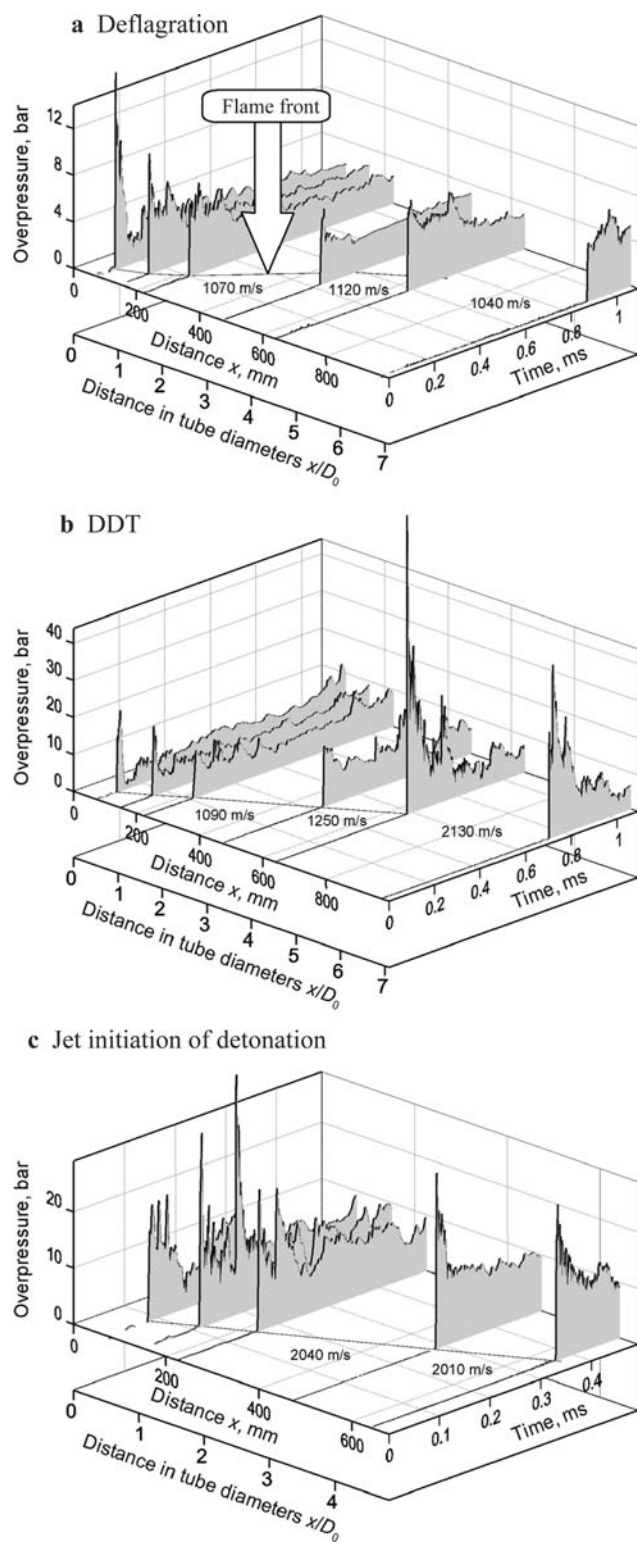 a Deflagration
Flame front
Overpressure, bar
12
8
4
0
1070 m/s
1120 m/s
1040 m/s
0
200
400
600
800
Distance x, mm
0
0.2
0.4
0.6
0.8
1
Time, ms
0
1
2
3
4
5
6
7
Distance in tube diameters x/D₀
b DDT
Overpressure, bar
40
30
20
10
0
1090 m/s
1250 m/s
2130 m/s
0
200
400
600
800
Distance x, mm
0
0.2
0.4
0.6
0.8
1
Time, ms
0
1
2
3
4
5
6
7
Distance in tube diameters x/D₀
c Jet initiation of detonation
Overpressure, bar
20
10
0
2040 m/s
2010 m/s
0
200
400
600
Distance x, mm
0
0.1
0.2
0.3
0.4
Time, ms
0
1
2
3
4
Distance in tube diameters x/D₀